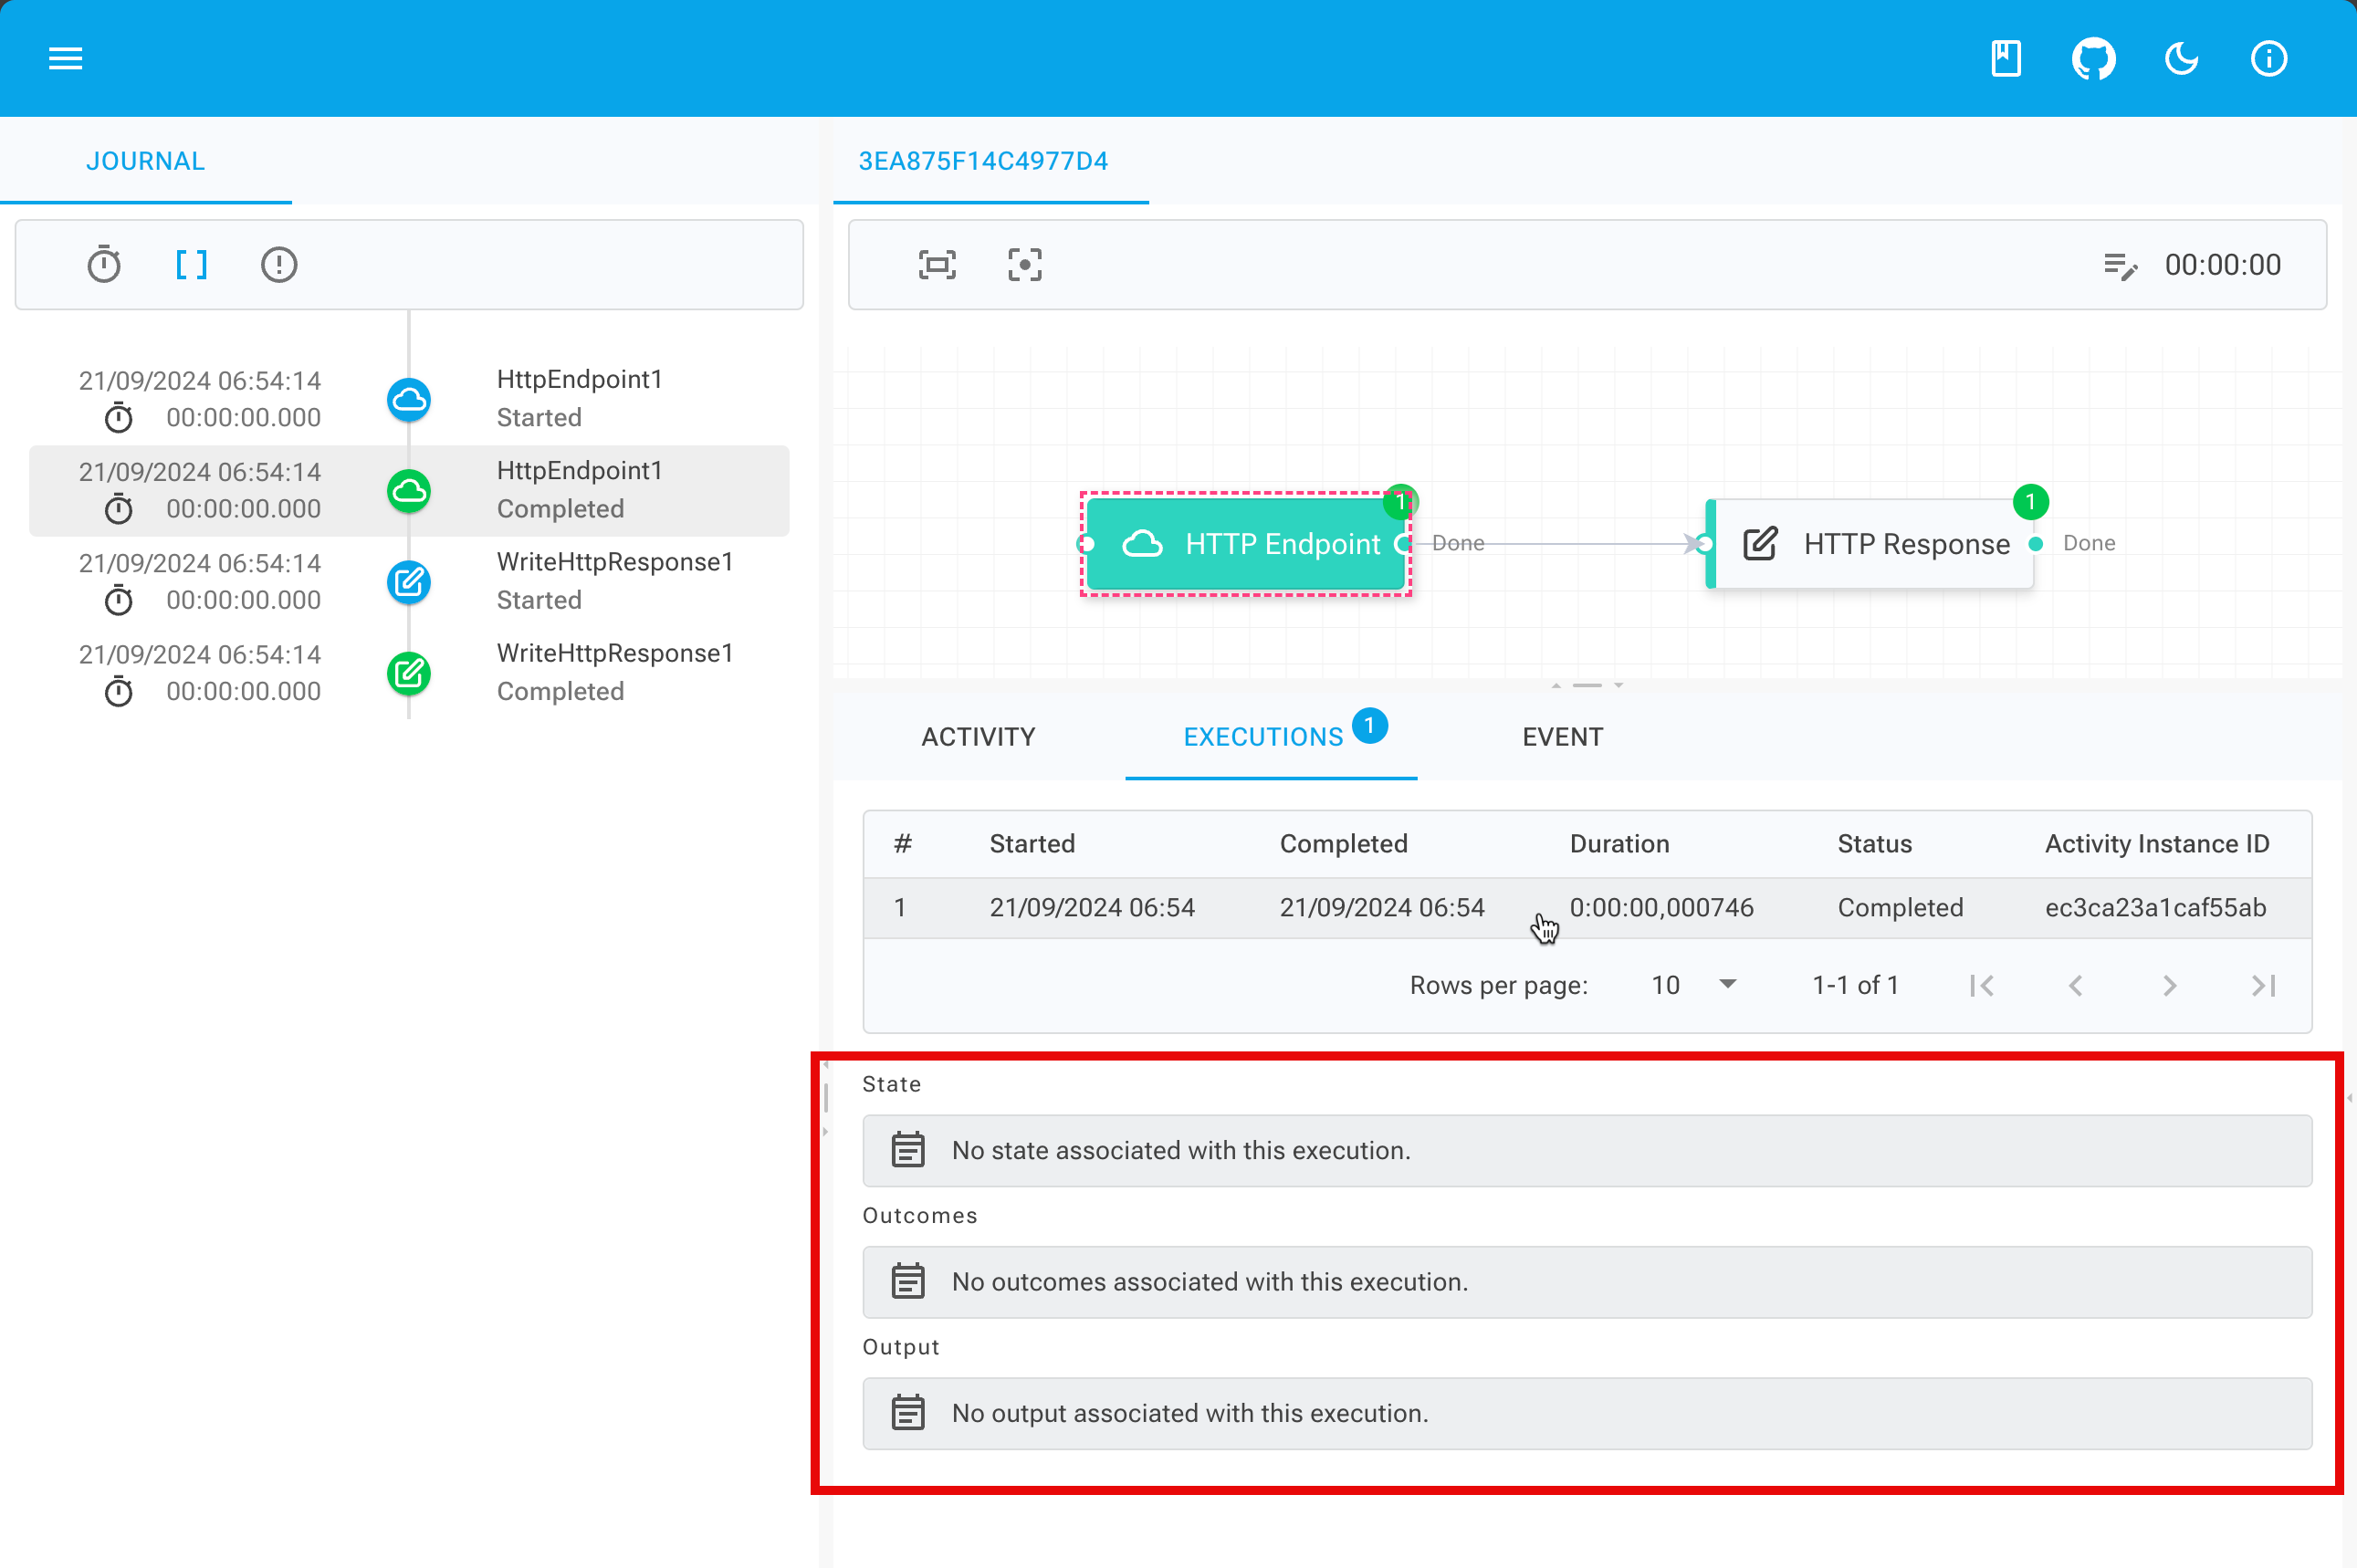 JOURNAL
3EA875F14C4977D4
00:00:00
21/09/2024 06:54:14
HttpEndpoint1
00:00:00.000
Started
21/09/2024 06:54:14
HttpEndpoint1
00:00:00.000
Completed
21/09/2024 06:54:14
WriteHttpResponse1
00:00:00.000
Started
21/09/2024 06:54:14
WriteHttpResponse1
00:00:00.000
Completed
1
HTTP Endpoint
Done
1
HTTP Response
Done
ACTIVITY
EXECUTIONS 1
EVENT
# Started Completed Duration Status Activity Instance ID
1 21/09/2024 06:54 21/09/2024 06:54 0:00:00,000746 Completed ec3ca23a1caf55ab
Rows per page: 10 1-1 of 1
State
No state associated with this execution.
Outcomes
No outcomes associated with this execution.
Output
No output associated with this execution.